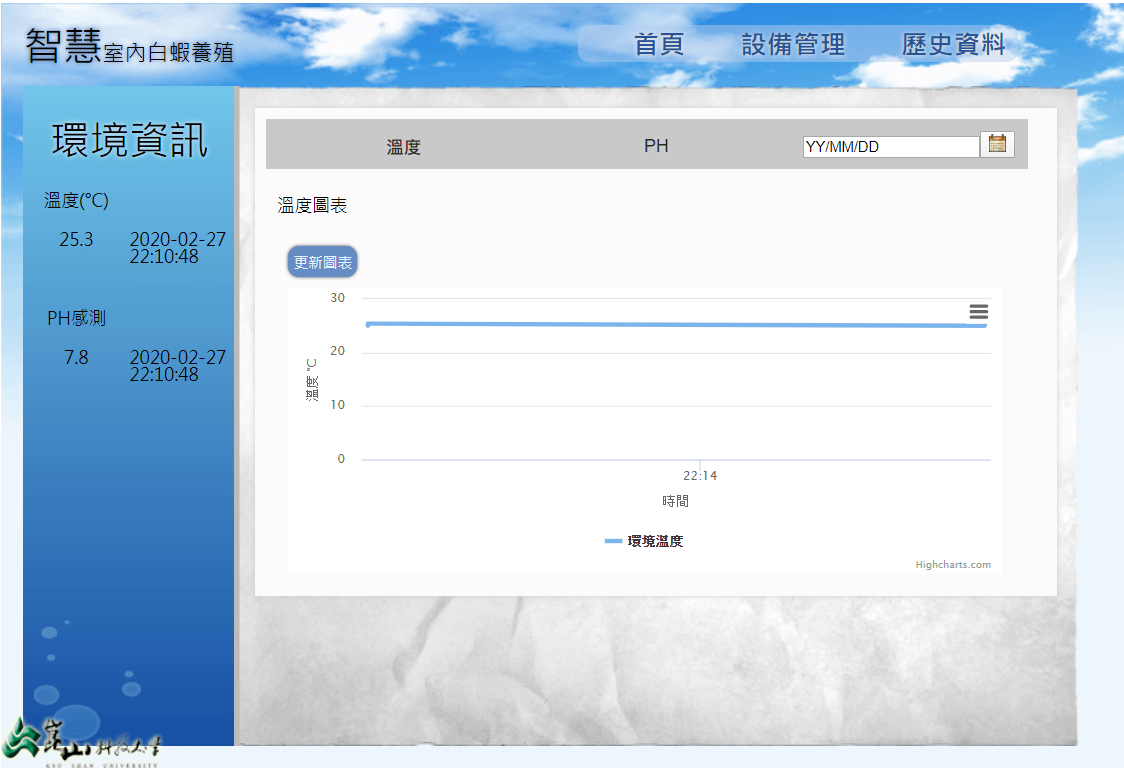 智慧室內白蝦養殖
首頁 設備管理 歷史資料
環境資訊
溫度(℃)
25.3 2020-02-27
22:10:48
PH感測
7.8 2020-02-27
22:10:48
溫度 PH YY/MM/DD
溫度圖表
更新圖表
30
20
10
0
溫度 ℃
22:14
時間
環境溫度
Highcharts.com
崑山科技大學
KSU SHAN UNIVERSITY